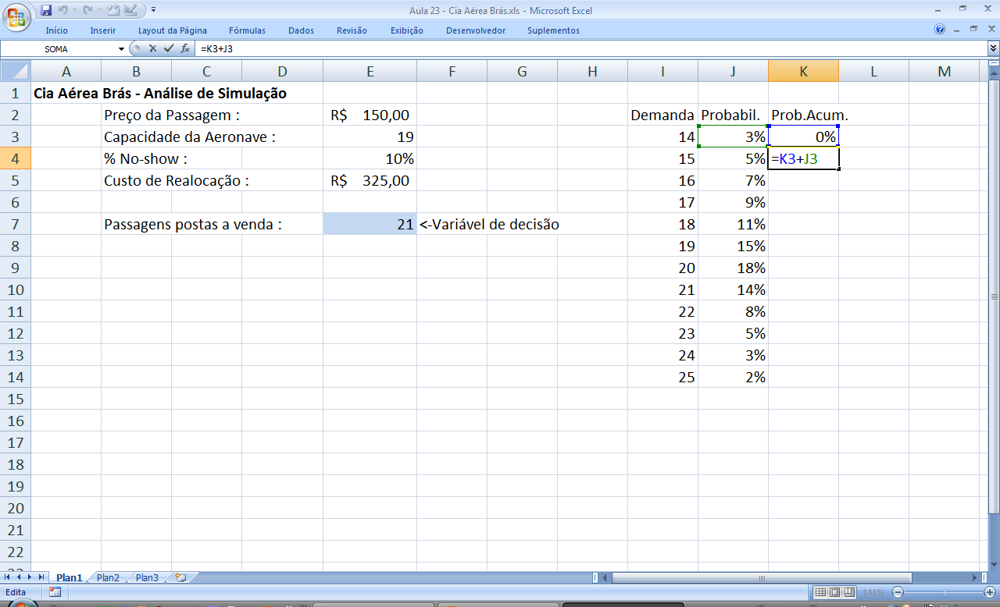 Aula 23 - Cia Aérea Brás.xls - Microsoft Excel
Início Inserir Layout da Página Fórmulas Dados Revisão Exibição Desenvolvedor Suplementos
SOMA fx =K3+J3
A B C D E F G H I J K L M
1 Cia Aérea Brás - Análise de Simulação
2 Preço da Passagem : R$ 150,00 Demanda Probabil. Prob.Acum.
3 Capacidade da Aeronave : 19 14 3% 0%
4 % No-show : 10% 15 5% =K3+J3
5 Custo de Realocação : R$ 325,00 16 7%
6 17 9%
7 Passagens postas a venda : 21 <-Variável de decisão 18 11%
8 19 15%
9 20 18%
10 21 14%
11 22 8%
12 23 5%
13 24 3%
14 25 2%
15
16
17
18
19
20
21
22
23
Plan1 Plan2 Plan3
Edita 141%